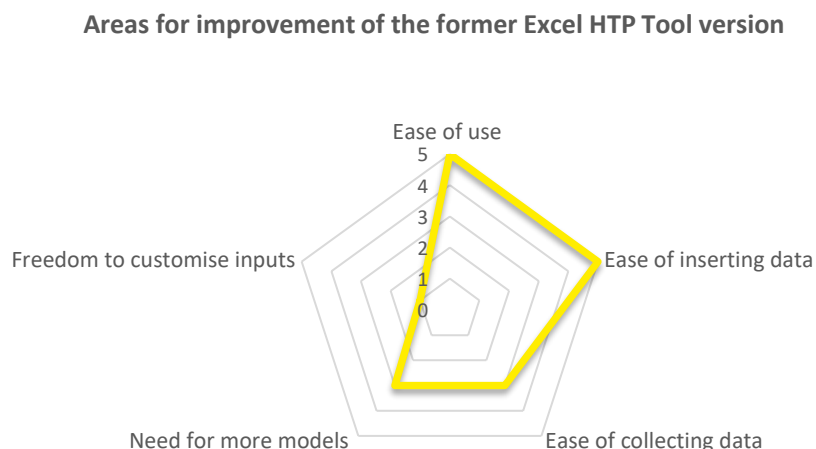 Areas for improvement of the former Excel HTP Tool version
Ease of use
5
4
3
2
1
0
Freedom to customise inputs
Ease of inserting data
Need for more models
Ease of collecting data